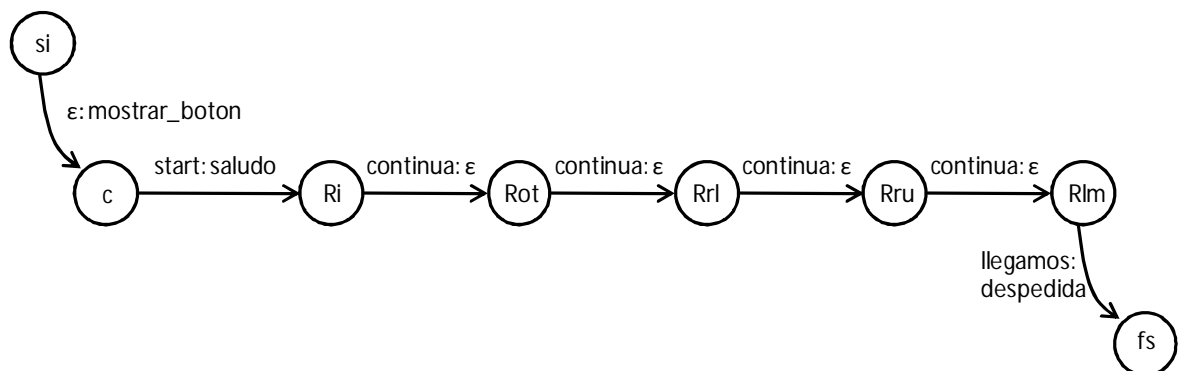 si
ε: mostrar_boton
start: saludo
continua: ε
continua: ε
continua: ε
continua: ε
c
Ri
Rot
Rrl
Rru
Rlm
llegamos:
despedida
fs